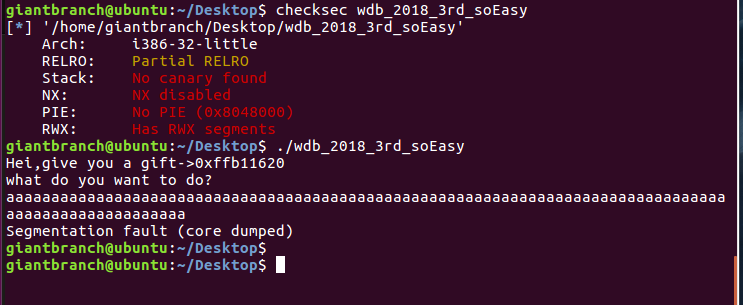 giantbranch@ubuntu:~/Desktop$ checksec wdb_2018_3rd_soEasy
[*] '/home/giantbranch/Desktop/wdb_2018_3rd_soEasy'
    Arch:     i386-32-little
    RELRO:    Partial RELRO
    Stack:    No canary found
    NX:       NX disabled
    PIE:      No PIE (0x8048000)
    RWX:      Has RWX segments
giantbranch@ubuntu:~/Desktop$ ./wdb_2018_3rd_soEasy
Hei,give you a gift->0xffb11620
what do you want to do?
aaaaaaaaaaaaaaaaaaaaaaaaaaaaaaaaaaaaaaaaaaaaaaaaaaaaaaaaaaaaaaaaaaaaaaaaaaaaaaaa
aaaaaaaaaaaaaaaaaaaa
Segmentation fault (core dumped)
giantbranch@ubuntu:~/Desktop$
giantbranch@ubuntu:~/Desktop$